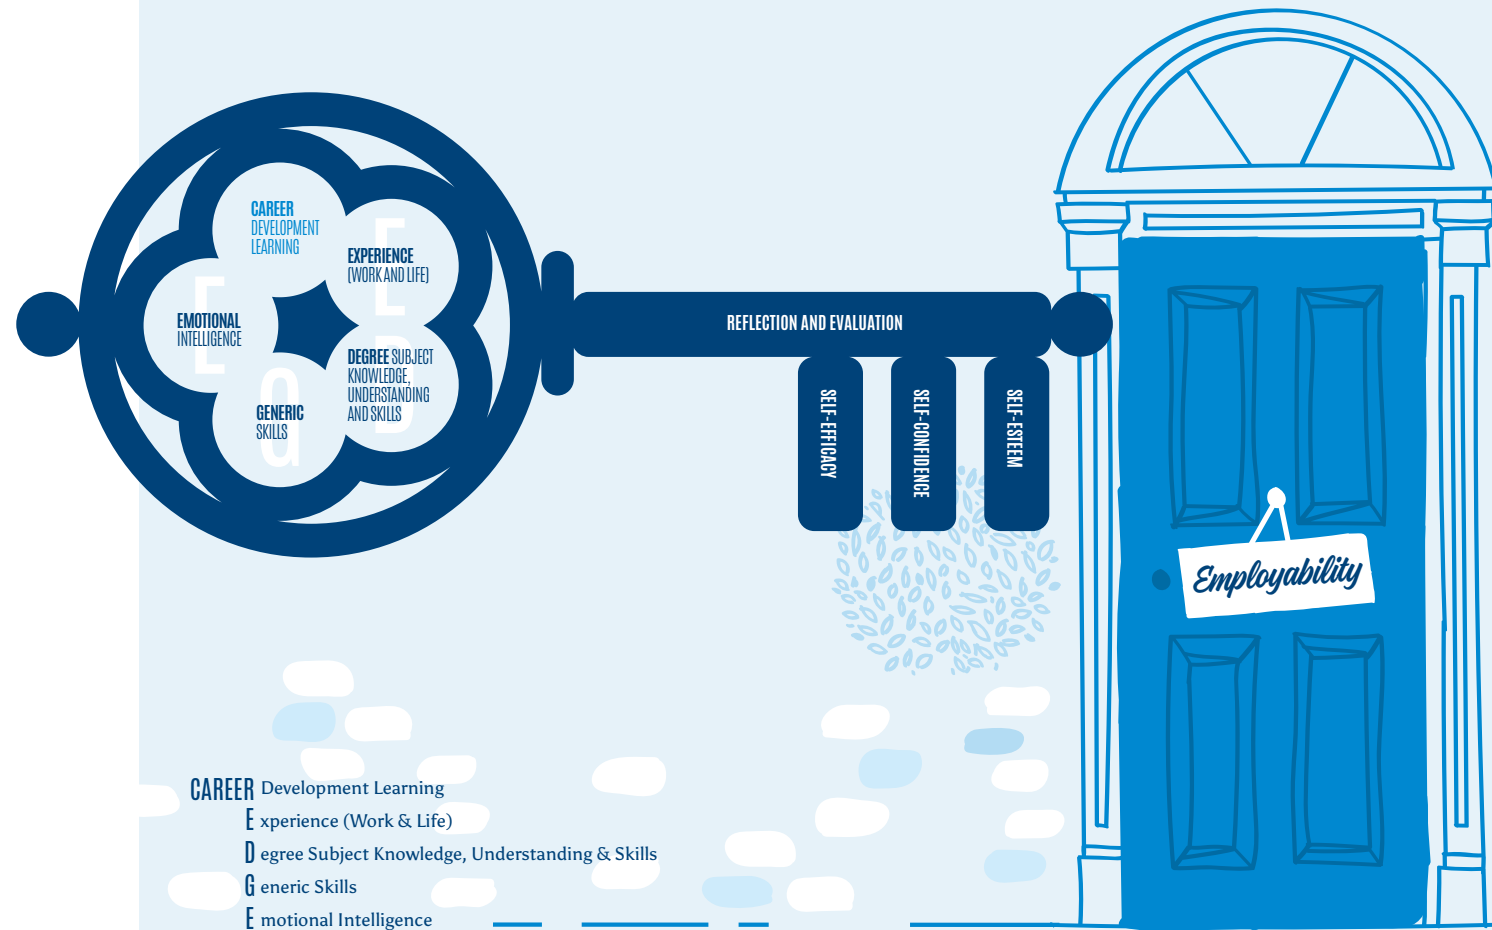 CAREER
DEVELOPMENT
LEARNING
E
EXPERIENCE
(WORK AND LIFE)
E
EMOTIONAL
INTELLIGENCE
D
DEGREE SUBJECT
KNOWLEDGE,
UNDERSTANDING
AND SKILLS
G
GENERIC
SKILLS
REFLECTION AND EVALUATION
SELF-EFFICACY
SELF-CONFIDENCE
SELF-ESTEEM
Employability
CAREER Development Learning
E xperience (Work & Life)
D egree Subject Knowledge, Understanding & Skills
G eneric Skills
E motional Intelligence